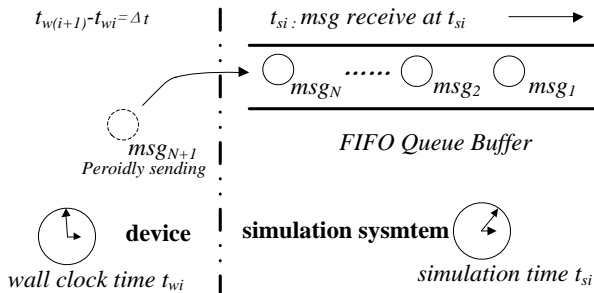 t_{w(i+1)}-t_{wi}=Δt
t_{si} : msg receive at t_{si}
msg_N ...... msg_2 msg_1
msg_{N+1}
Peroidly sending
FIFO Queue Buffer
device
simulation sysmtem
wall clock time t_{wi}
simulation time t_{si}